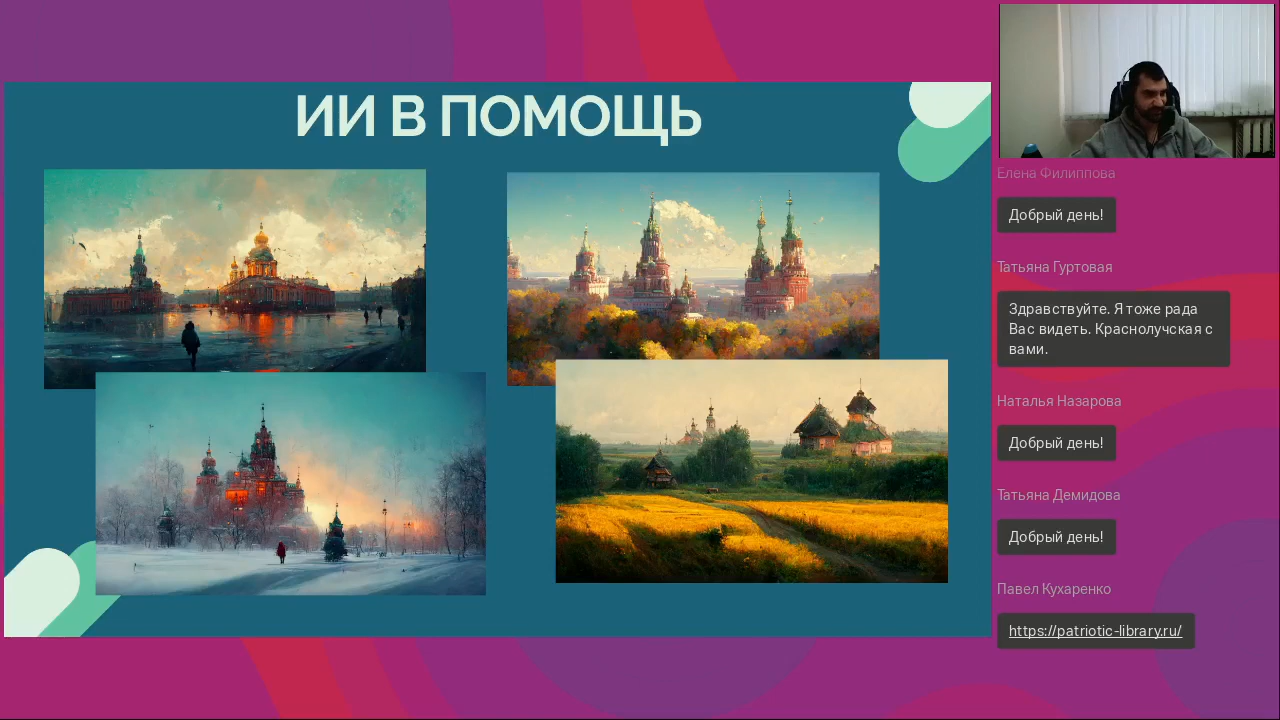 ИИ В ПОМОЩЬ
Елена Филиппова
Добрый день!
Татьяна Гуртовая
Здравствуйте. Я тоже рада
Вас видеть. Краснолучская с
вами.
Наталья Назарова
Добрый день!
Татьяна Демидова
Добрый день!
Павел Кухаренко
https://patriotic-library.ru/